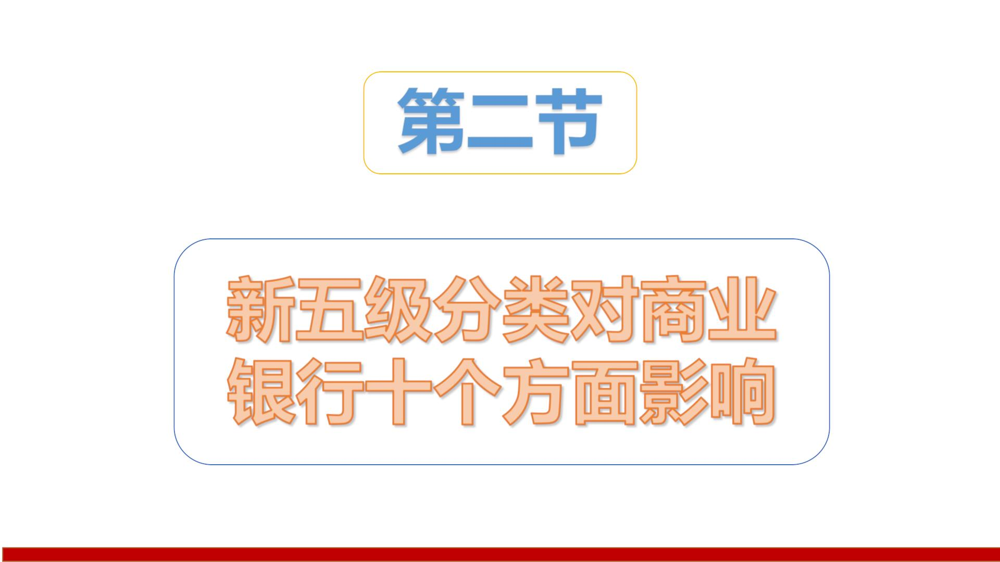 第二节
新五级分类对商业
银行十个方面影响